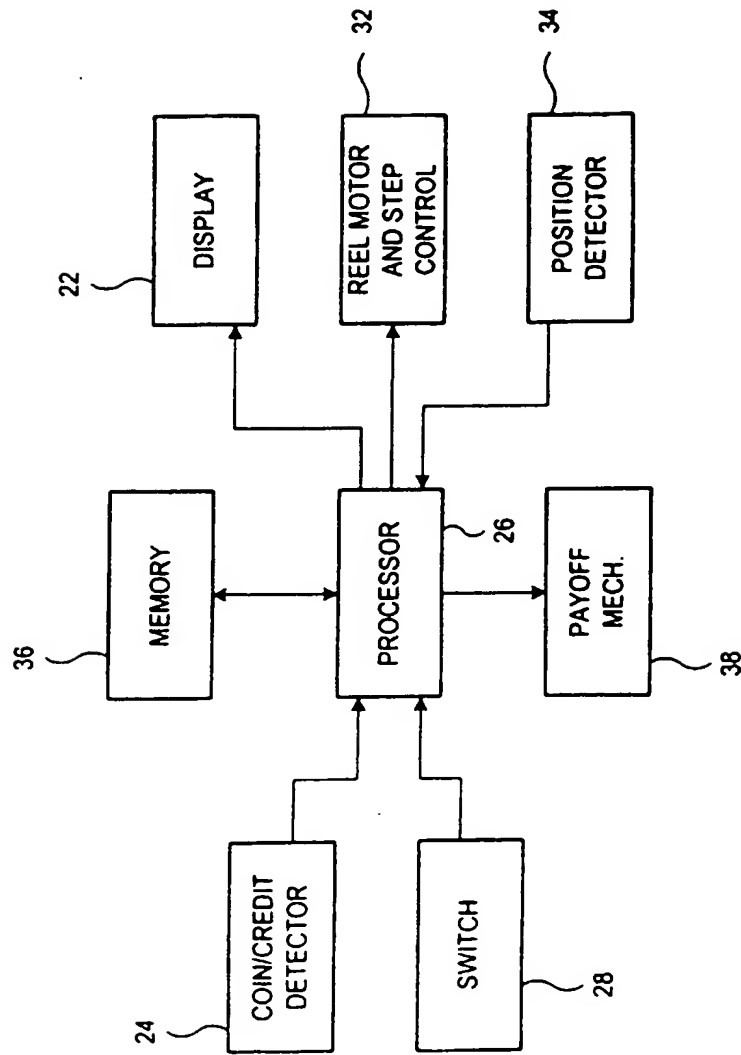 22
DISPLAY
32
REEL MOTOR
AND STEP
CONTROL
34
POSITION
DETECTOR
36
MEMORY
PROCESSOR
26
PAYOFF
MECH.
38
24
COIN/CREDIT
DETECTOR
SWITCH
28